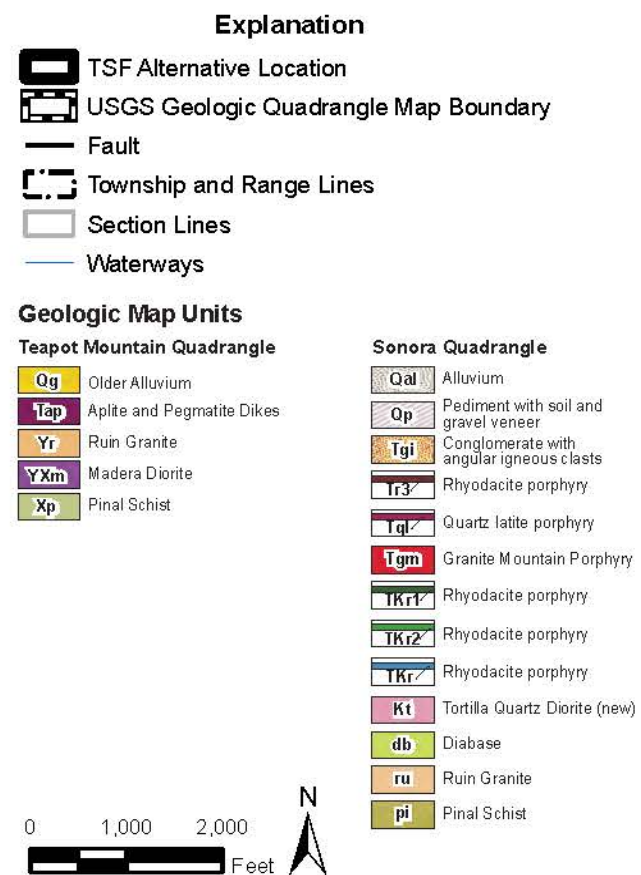 Explanation
TSF Alternative Location
USGS Geologic Quadrangle Map Boundary
Fault
Township and Range Lines
Section Lines
Waterways
Geologic Map Units
Teapot Mountain Quadrangle
Qg Older Alluvium
Tap Aplite and Pegmatite Dikes
Yr Ruin Granite
YXm Madera Diorite
Xp Pinal Schist
Sonora Quadrangle
Qal Alluvium
Qp Pediment with soil and
gravel veneer
Tgi Conglomerate with
angular igneous clasts
Tr3 Rhyodacite porphyry
Tql Quartz latite porphyry
Tgm Granite Mountain Porphyry
TKr1 Rhyodacite porphyry
TKr2 Rhyodacite porphyry
TKr Rhyodacite porphyry
Kt Tortilla Quartz Diorite (new)
db Diabase
ru Ruin Granite
pi Pinal Schist
0 1,000 2,000
Feet
N